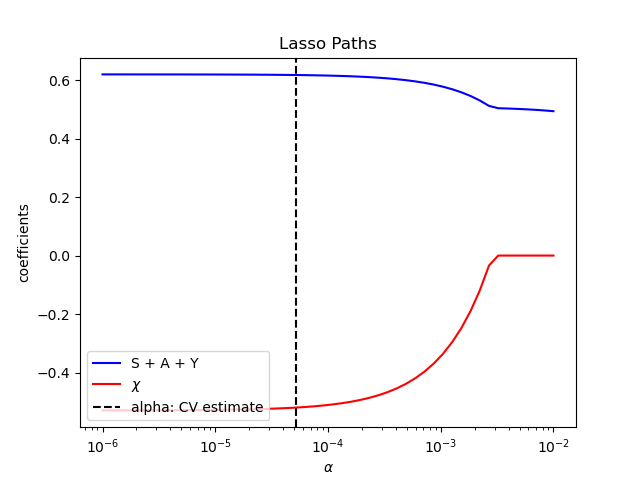 Lasso Paths
coefficients
0.6
0.4
0.2
0.0
−0.2
−0.4
S + A + Y
χ
alpha: CV estimate
10⁻⁶ 10⁻⁵ 10⁻⁴ 10⁻³ 10⁻²
α